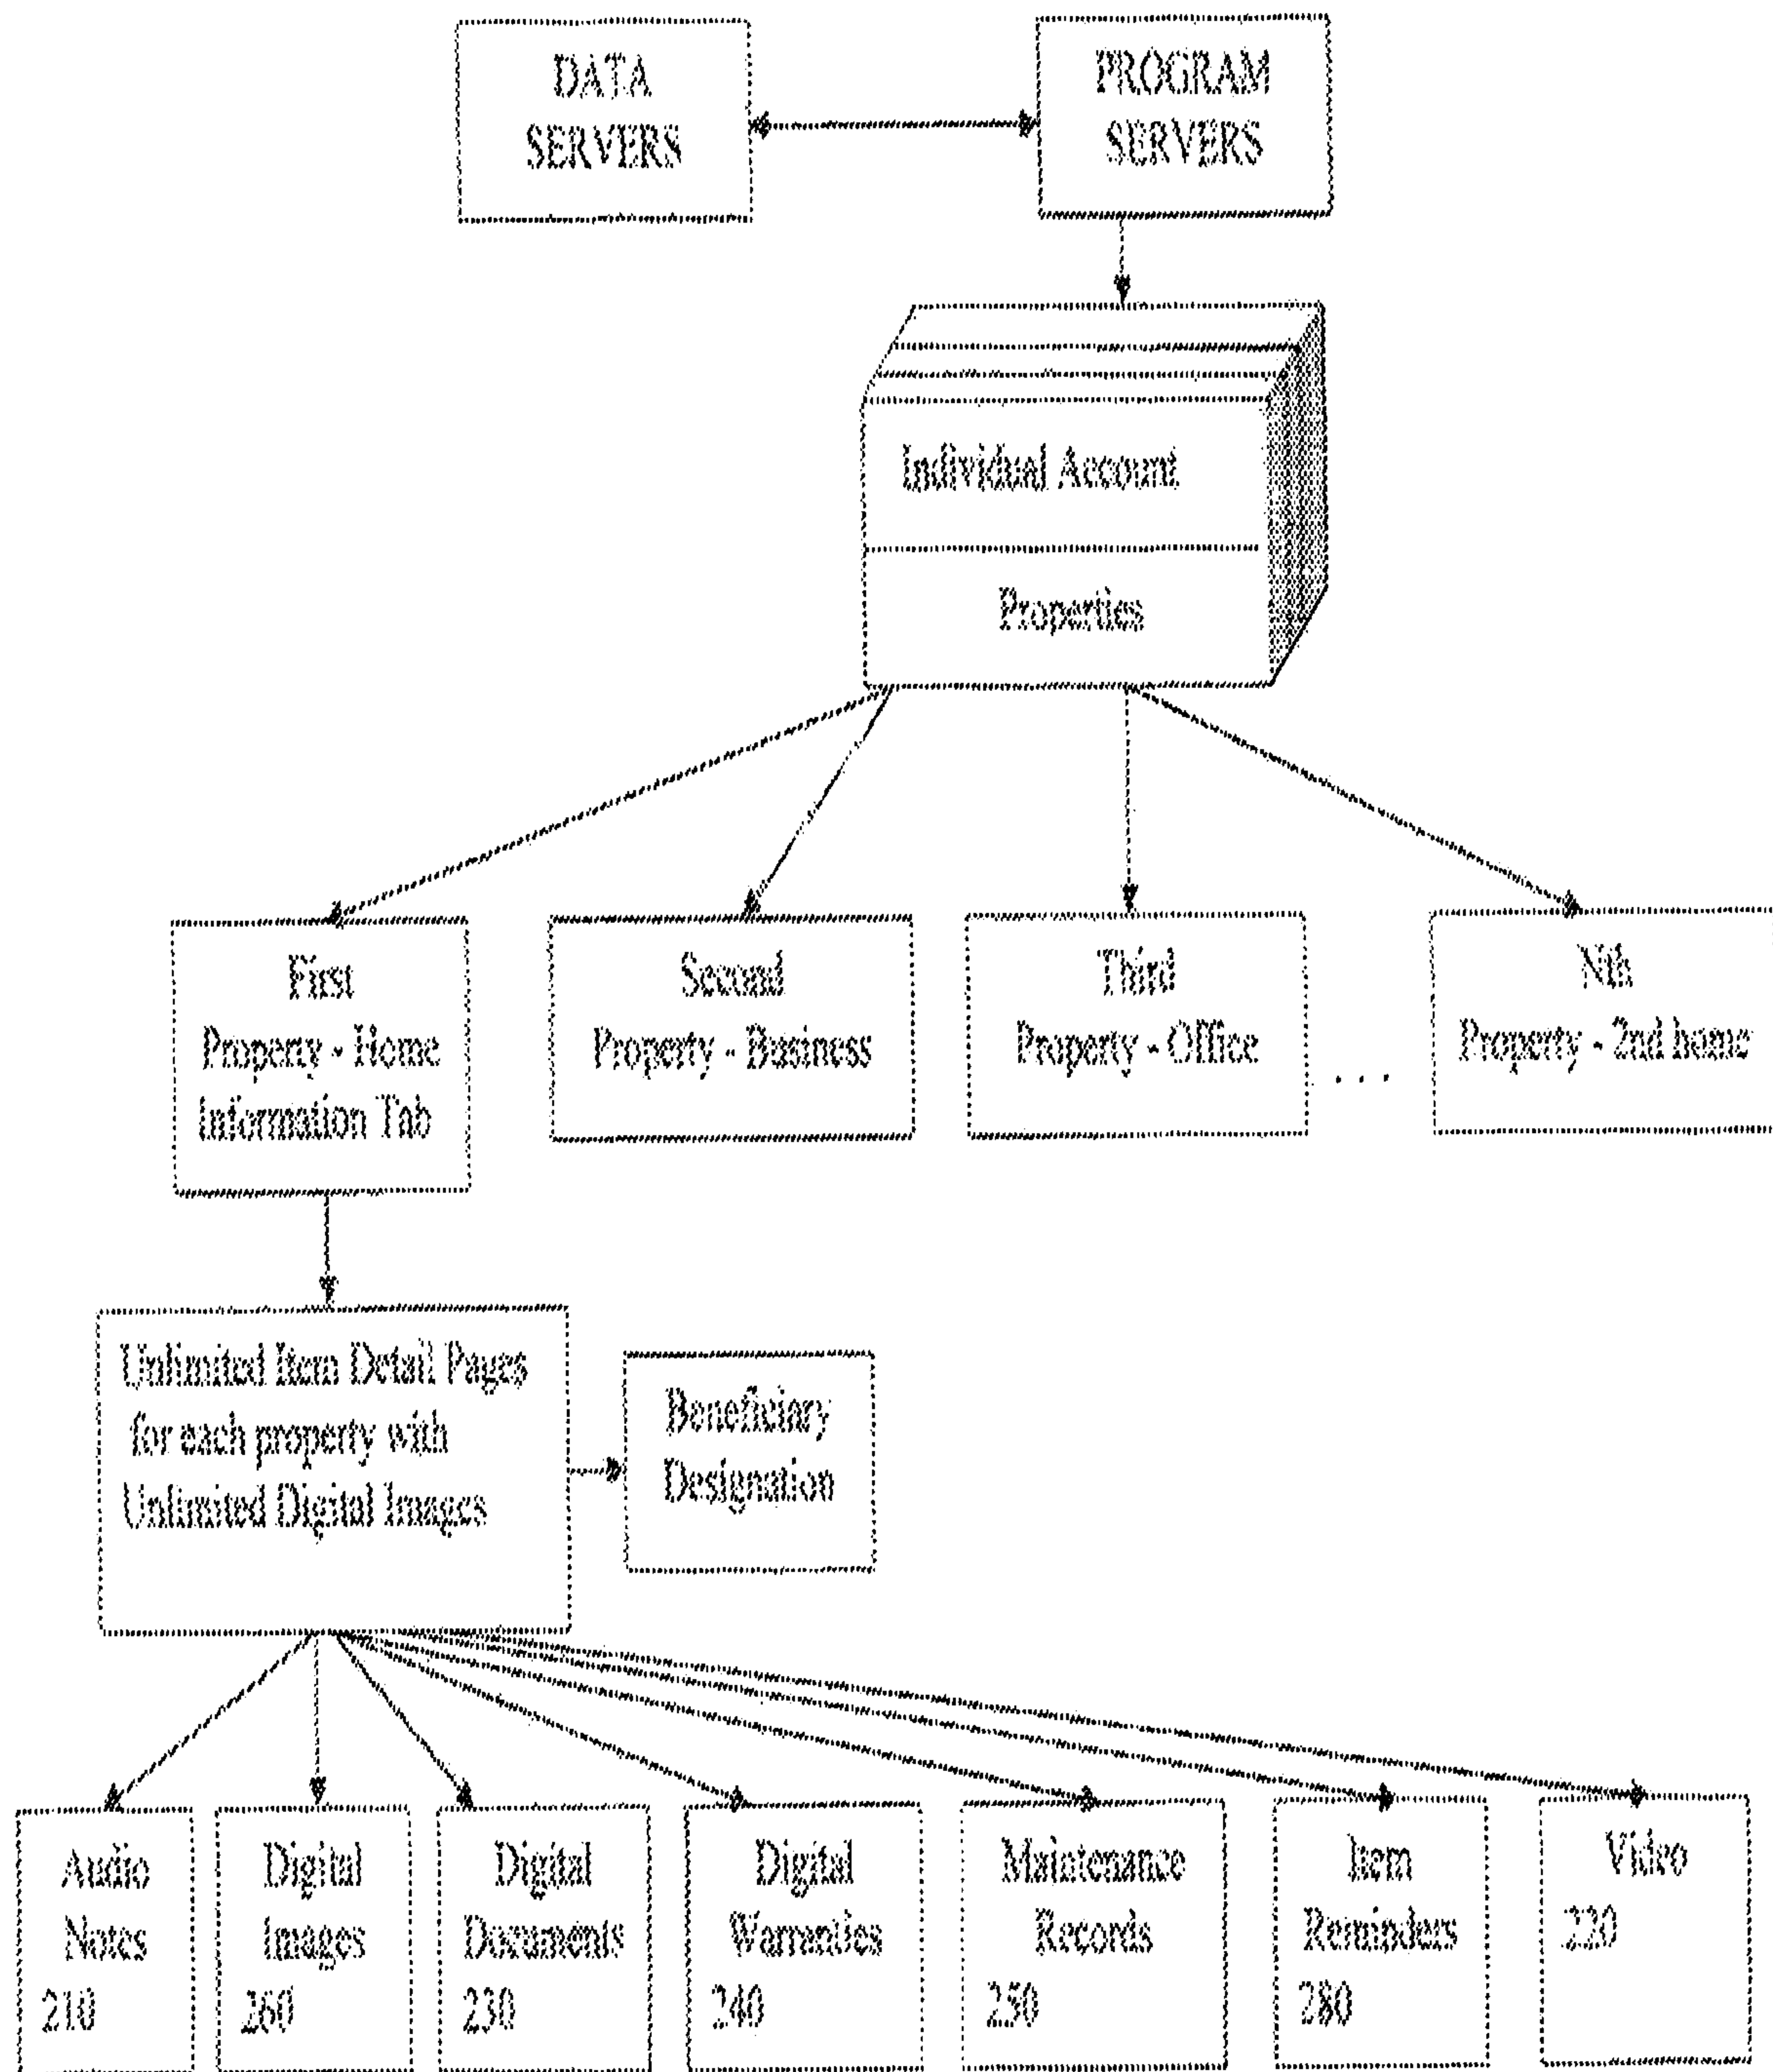 DATA
SERVERS
PROGRAM
SERVERS
Individual Account
Properties
First
Property - Home
Information Tab
Second
Property - Business
Third
Property - Office
. . .
Nth
Property - 2nd home
Unlimited Item Detail Pages
for each property with
Unlimited Digital Images
Beneficiary
Designation
Audio
Notes
210
Digital
Images
260
Digital
Documents
230
Digital
Warranties
240
Maintenance
Records
250
Item
Reminders
280
Video
220